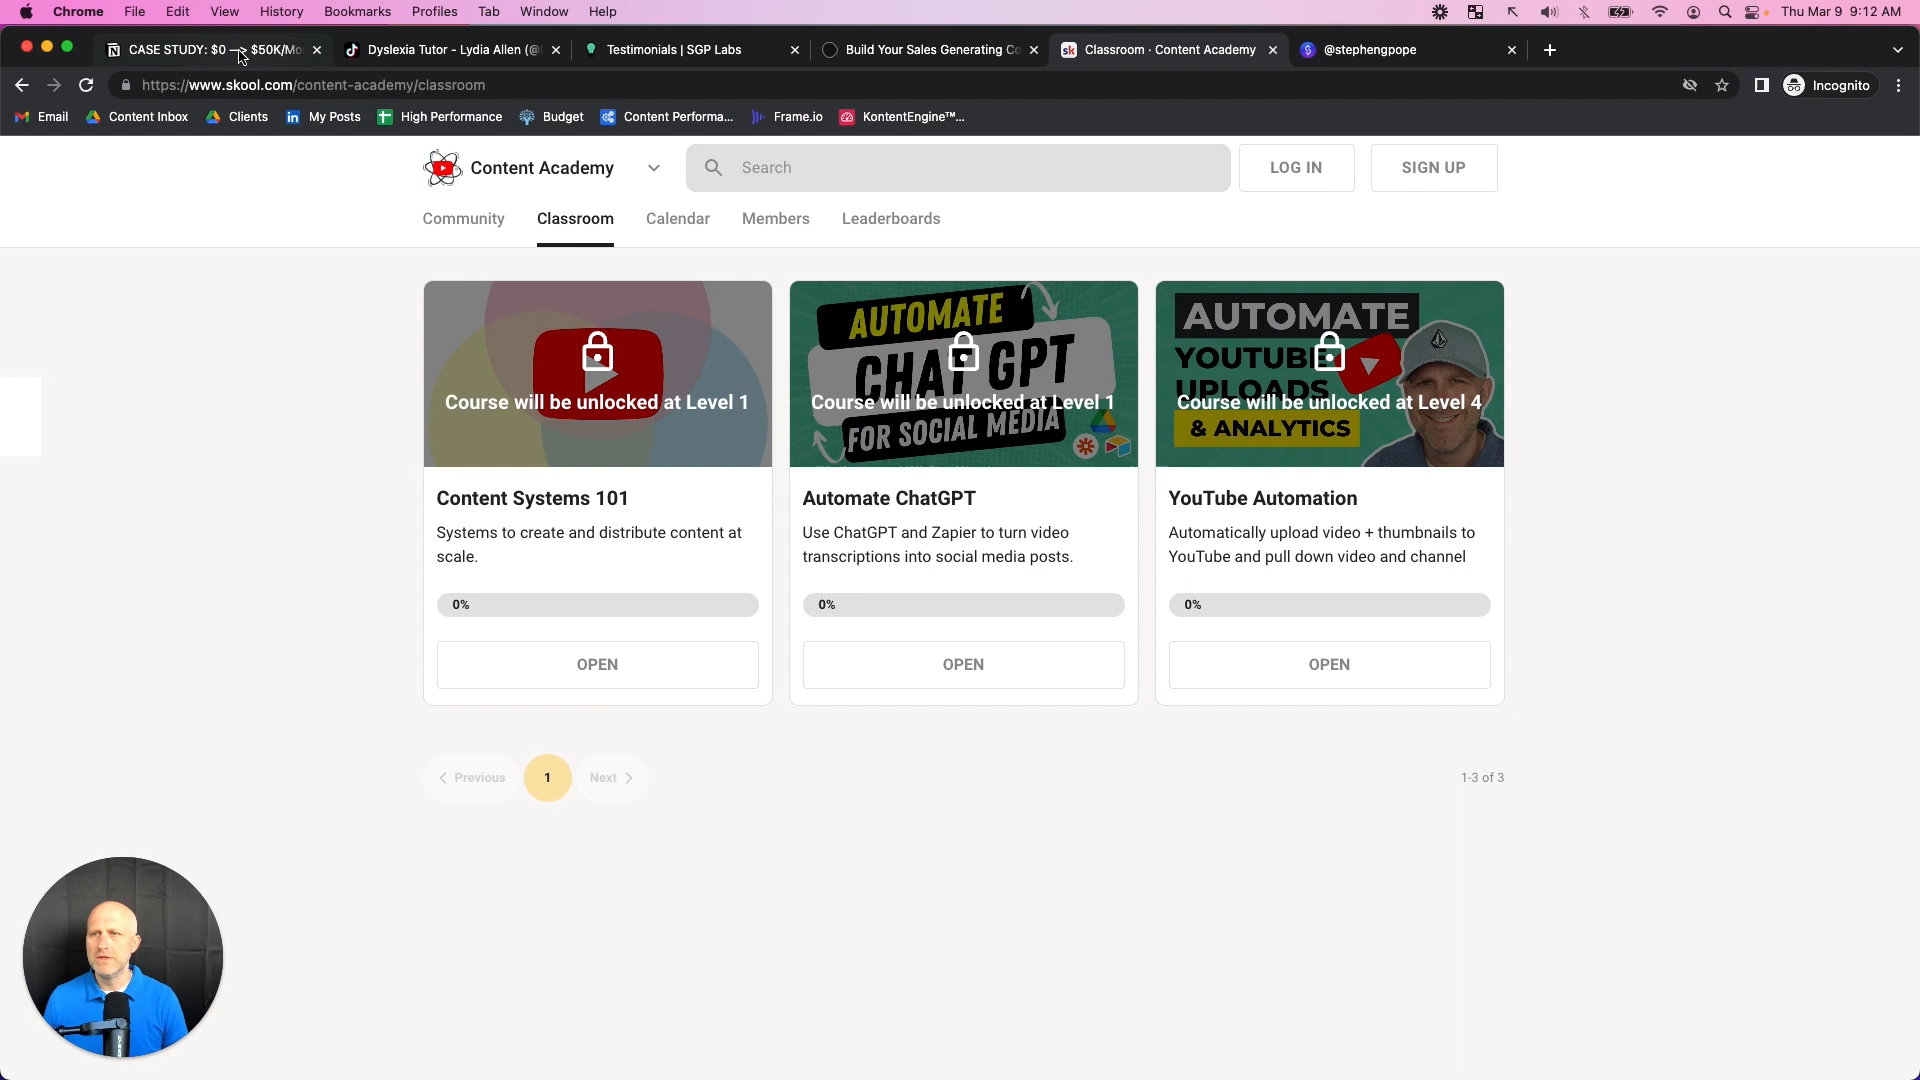 Chrome File Edit View History Bookmarks Profiles Tab Window Help Thu Mar 9 9:12 AM
CASE STUDY: $0 —> $50K/Mo Dyslexia Tutor - Lydia Allen (@ Testimonials | SGP Labs Build Your Sales Generating Co sk Classroom · Content Academy @stephengpope
https://www.skool.com/content-academy/classroom Incognito
Email Content Inbox Clients in My Posts High Performance Budget Content Performa... Frame.io KontentEngine™...
Content Academy Search LOG IN SIGN UP
Community Classroom Calendar Members Leaderboards
Course will be unlocked at Level 1
Content Systems 101
Systems to create and distribute content at
scale.
0%
OPEN
AUTOMATE
CHAT GPT
Course will be unlocked at Level 1
FOR SOCIAL MEDIA
Automate ChatGPT
Use ChatGPT and Zapier to turn video
transcriptions into social media posts.
0%
OPEN
AUTOMATE
YOUTUBE
UPLOADS
Course will be unlocked at Level 4
& ANALYTICS
YouTube Automation
Automatically upload video + thumbnails to
YouTube and pull down video and channel
0%
OPEN
Previous 1 Next 1-3 of 3